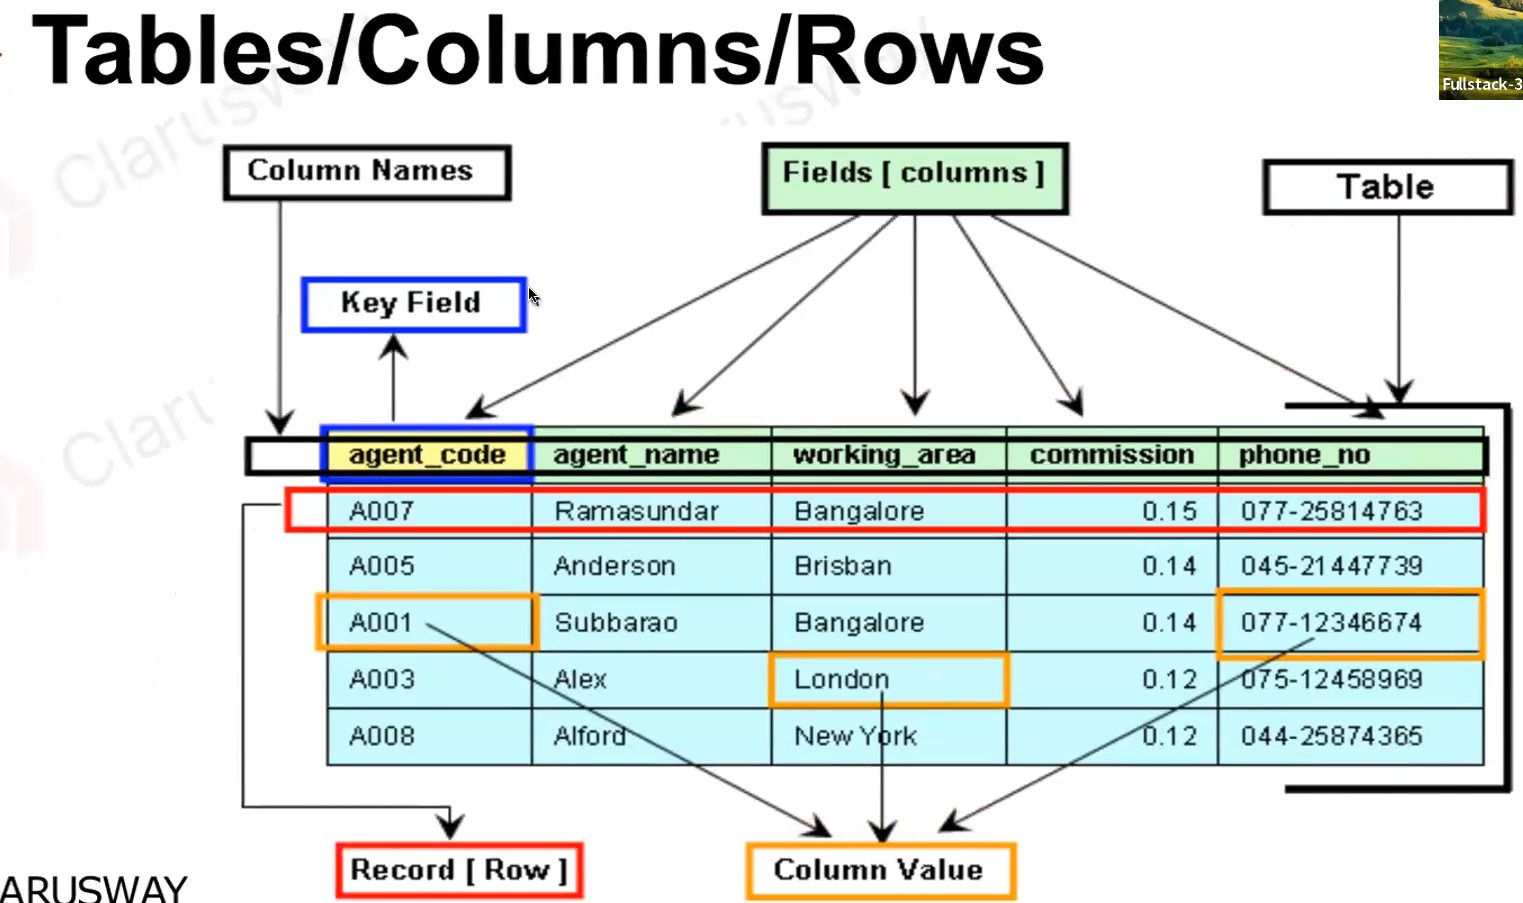 Tables/Columns/Rows
Fullstack-3
Clarusway
Column Names
Fields [ columns ]
Table
Key Field
agent_code agent_name working_area commission phone_no
A007 Ramasundar Bangalore 0.15 077-25814763
A005 Anderson Brisban 0.14 045-21447739
A001 Subbarao Bangalore 0.14 077-12346674
A003 Alex London 0.12 075-12458969
A008 Alford New York 0.12 044-25874365
Record [ Row ]
Column Value
ARUSWAY